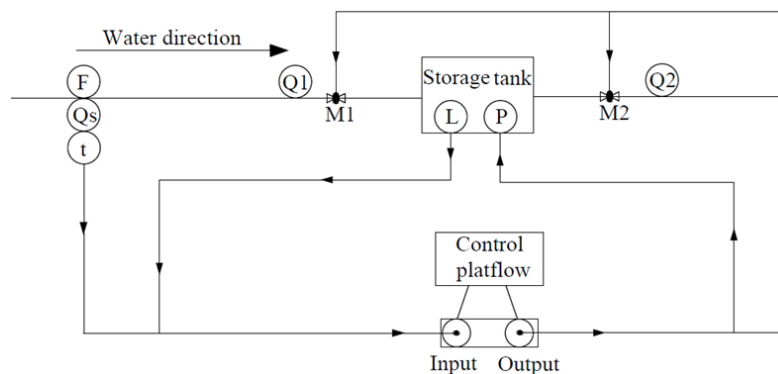 Water direction
F
Q1
Storage tank
Q2
Qs
M1
L
P
M2
t
Control
platflow
Input
Output